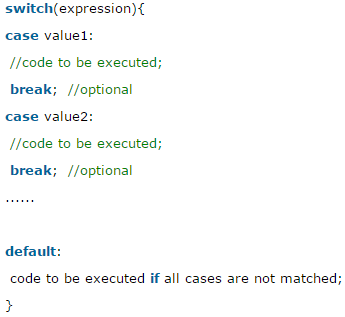 switch(expression){
case value1:
//code to be executed;
break;  //optional
case value2:
//code to be executed;
break;  //optional
......
default:
code to be executed if all cases are not matched;
}